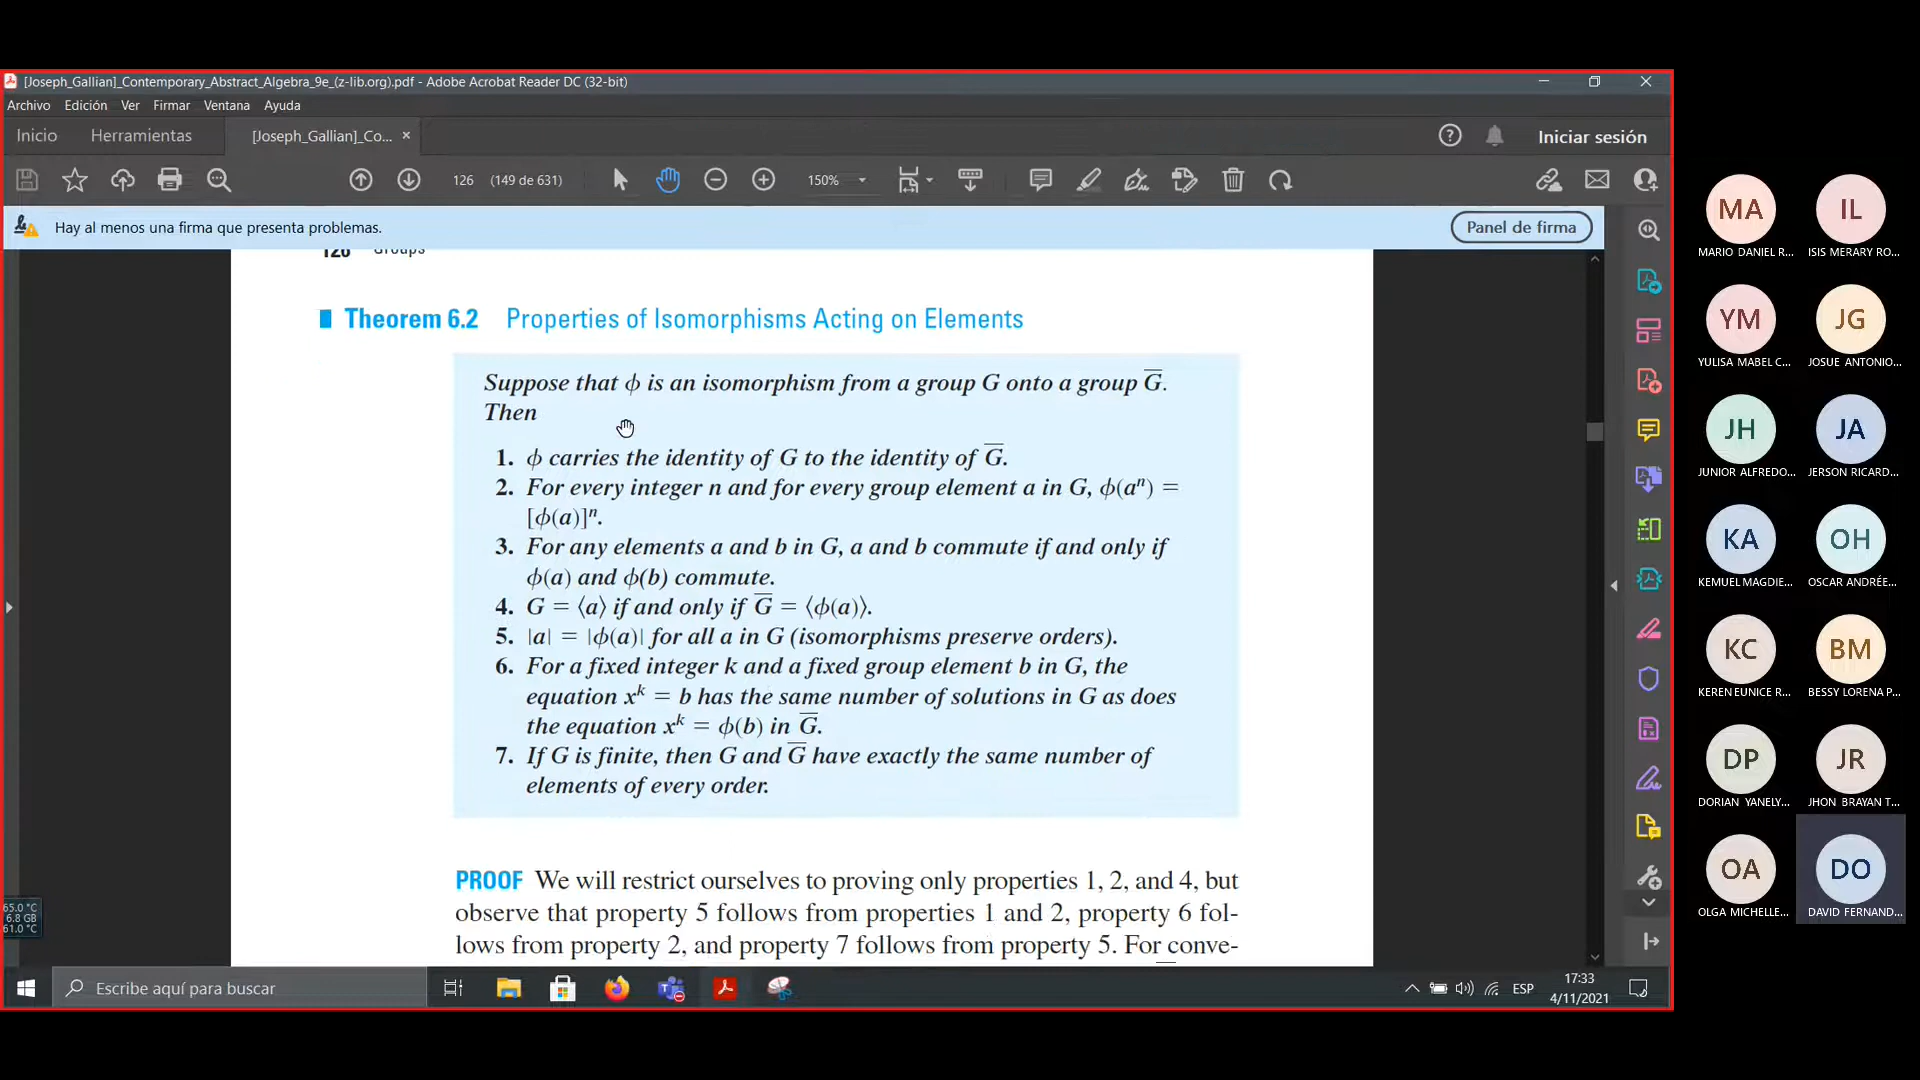 [Joseph_Gallian]_Contemporary_Abstract_Algebra_9e_(z-lib.org).pdf - Adobe Acrobat Reader DC (32-bit)
Archivo Edición Ver Firmar Ventana Ayuda
Inicio Herramientas [Joseph_Gallian]_Co... × Iniciar sesión
126 (149 de 631) 150%
Hay al menos una firma que presenta problemas. Panel de firma
126 Groups
Theorem 6.2 Properties of Isomorphisms Acting on Elements
Suppose that ϕ is an isomorphism from a group G onto a group G̅.
Then
1. ϕ carries the identity of G to the identity of G̅.
2. For every integer n and for every group element a in G, ϕ(aⁿ) =
[ϕ(a)]ⁿ.
3. For any elements a and b in G, a and b commute if and only if
ϕ(a) and ϕ(b) commute.
4. G = ⟨a⟩ if and only if G̅ = ⟨ϕ(a)⟩.
5. |a| = |ϕ(a)| for all a in G (isomorphisms preserve orders).
6. For a fixed integer k and a fixed group element b in G, the
equation xᵏ = b has the same number of solutions in G as does
the equation xᵏ = ϕ(b) in G̅.
7. If G is finite, then G and G̅ have exactly the same number of
elements of every order.
PROOF We will restrict ourselves to proving only properties 1, 2, and 4, but
observe that property 5 follows from properties 1 and 2, property 6 fol-
lows from property 2, and property 7 follows from property 5. For conve-
65.0 °C
6.8 GB
61.0 °C
Escribe aquí para buscar
ESP
17:33
4/11/2021
MA IL
MARIO DANIEL R... ISIS MERARY RO...
YM JG
YULISA MABEL C... JOSUE ANTONIO...
JH JA
JUNIOR ALFREDO... JERSON RICARD...
KA OH
KEMUEL MAGDIE... OSCAR ANDRÉE...
KC BM
KEREN EUNICE R... BESSY LORENA P...
DP JR
DORIAN YANELY... JHON BRAYAN T...
OA DO
OLGA MICHELLE... DAVID FERNAND...